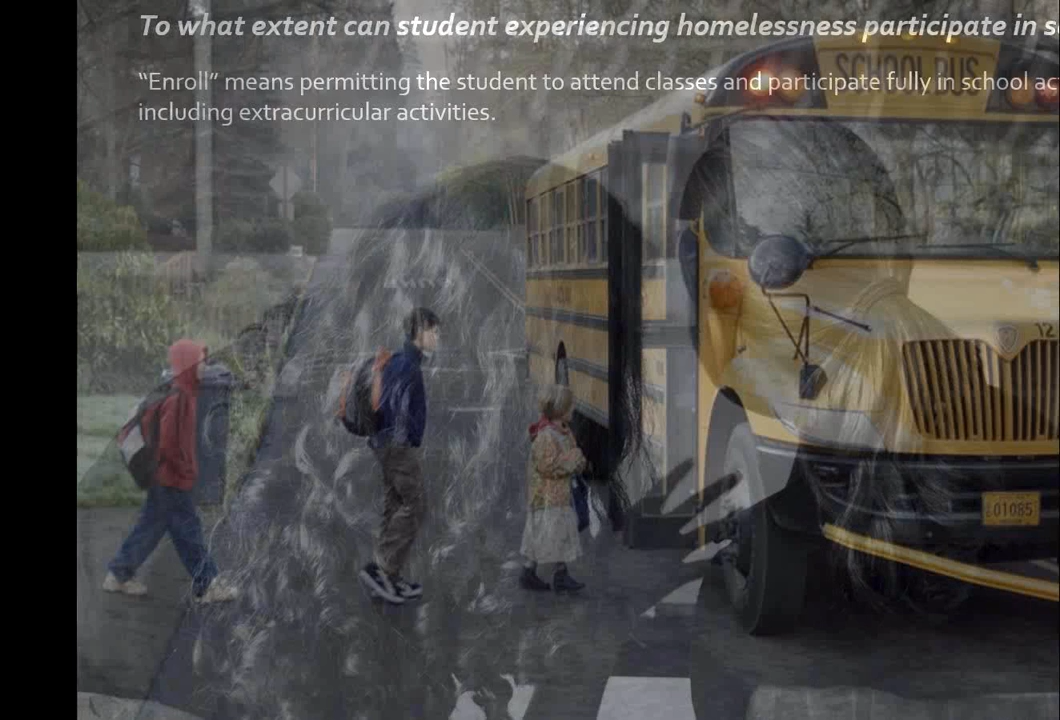 To what extent can student experiencing homelessness participate in s
“Enroll” means permitting the student to attend classes and participate fully in school ac
including extracurricular activities.
SCHOOL BUS
12
01085